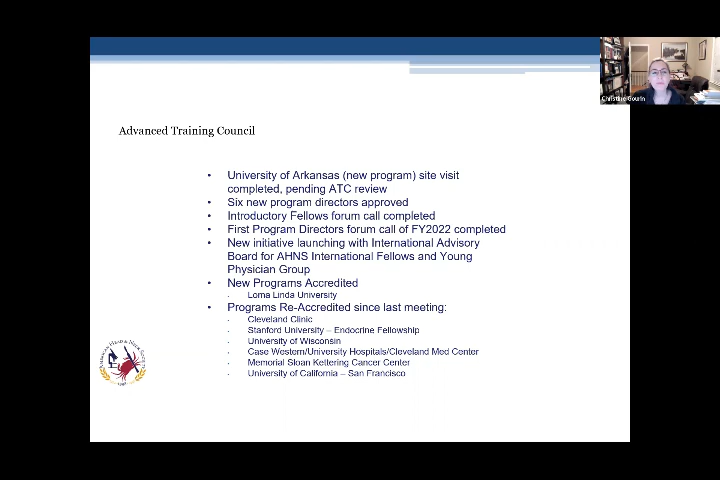 Christine Gourin
Advanced Training Council
• University of Arkansas (new program) site visit
completed, pending ATC review
• Six new program directors approved
• Introductory Fellows forum call completed
• First Program Directors forum call of FY2022 completed
• New initiative launching with International Advisory
Board for AHNS International Fellows and Young
Physician Group
• New Programs Accredited
· Loma Linda University
• Programs Re-Accredited since last meeting:
· Cleveland Clinic
· Stanford University – Endocrine Fellowship
· University of Wisconsin
· Case Western/University Hospitals/Cleveland Med Center
· Memorial Sloan Kettering Cancer Center
· University of California – San Francisco